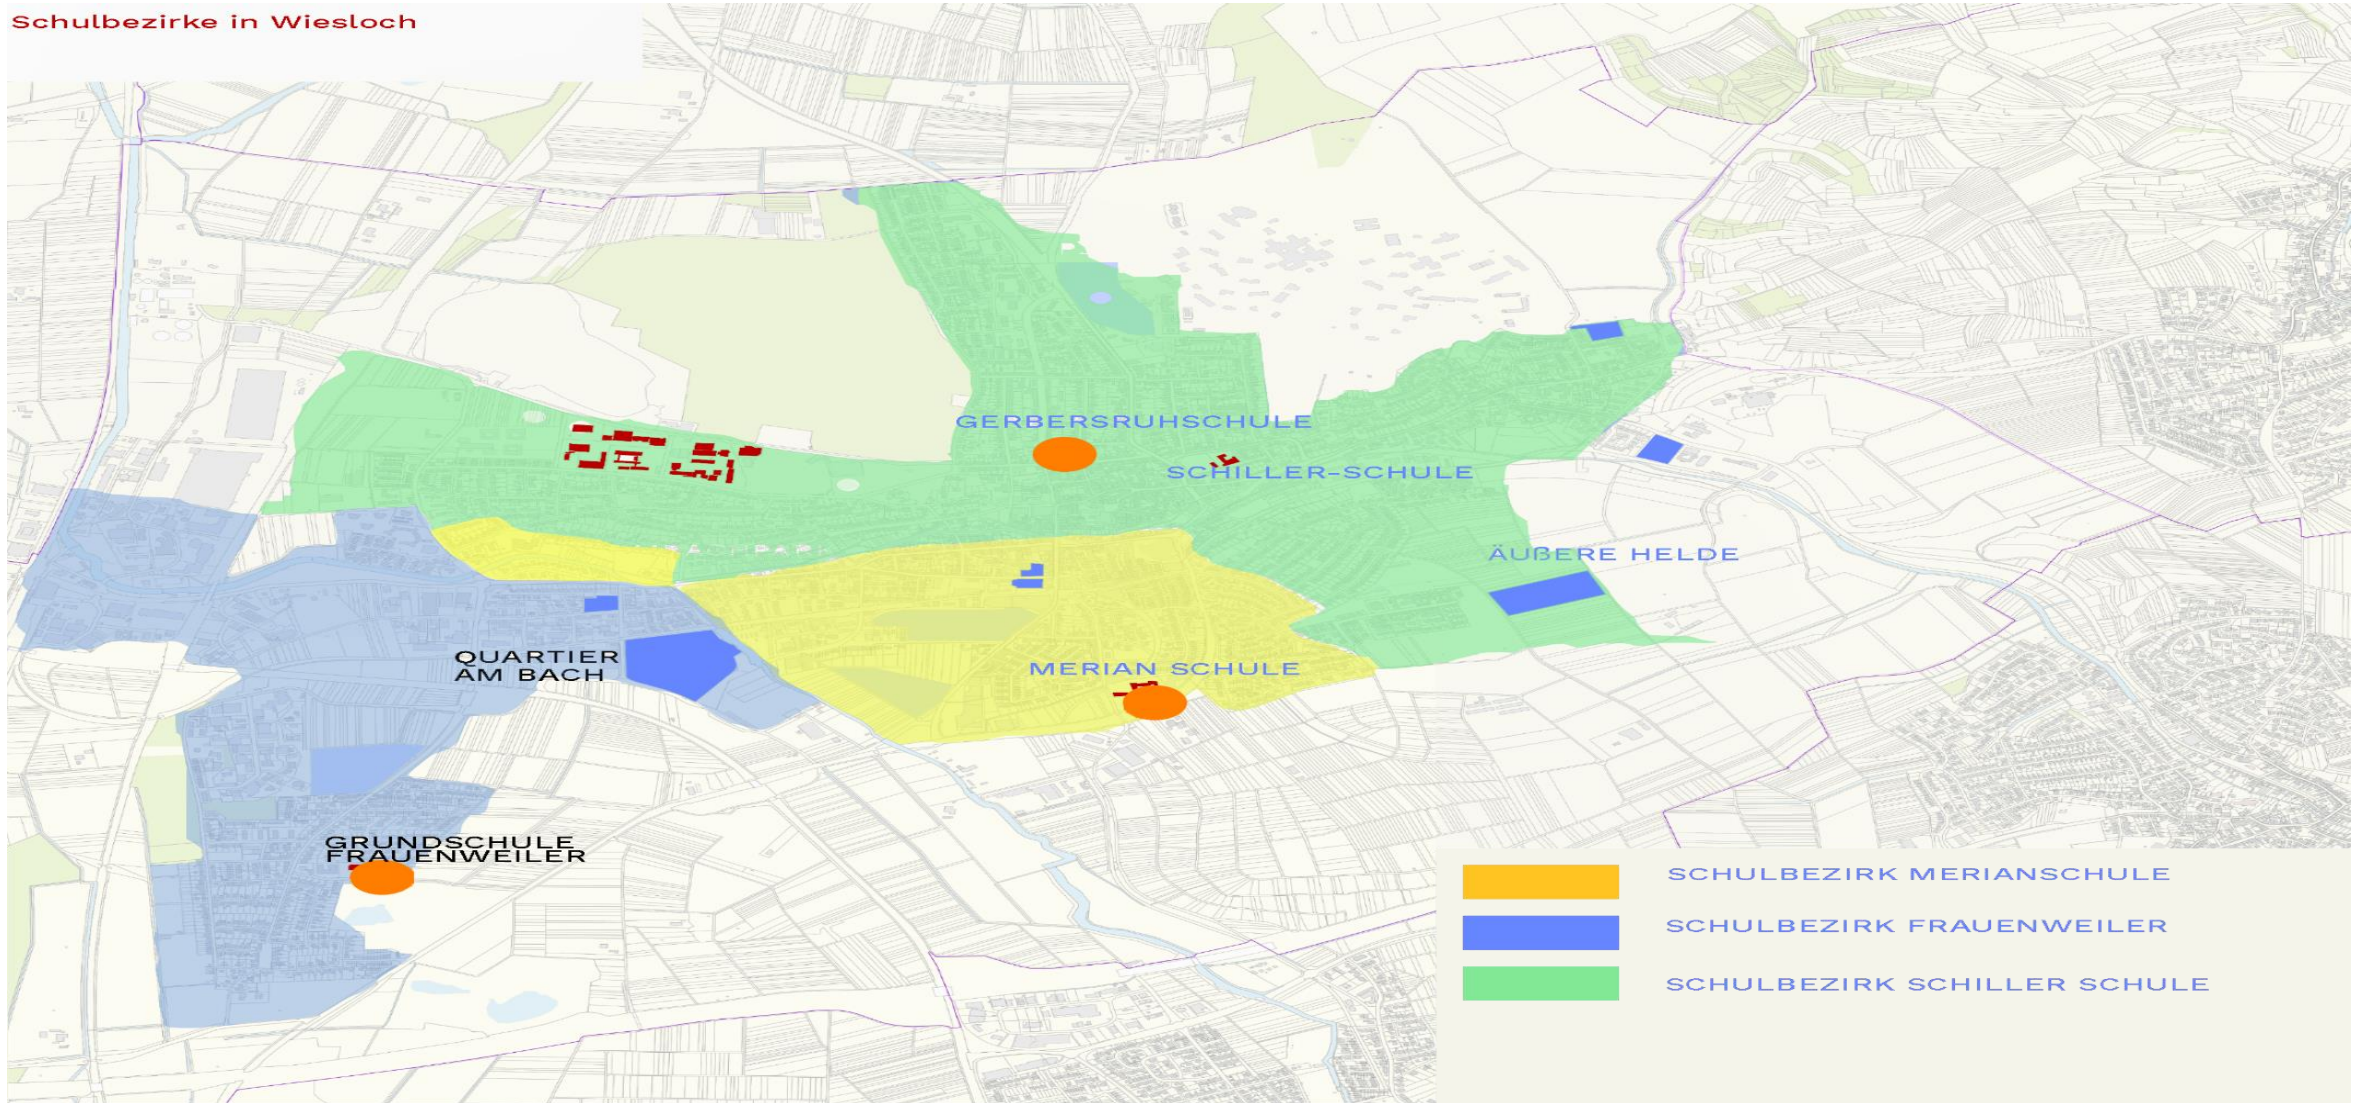 Schulbezirke in Wiesloch
GERBERSRUHSCHULE
SCHILLER-SCHULE
ÄUßERE HELDE
QUARTIER
AM BACH
MERIAN SCHULE
GRUNDSCHULE
FRAUENWEILER
SCHULBEZIRK MERIANSCHULE
SCHULBEZIRK FRAUENWEILER
SCHULBEZIRK SCHILLER SCHULE